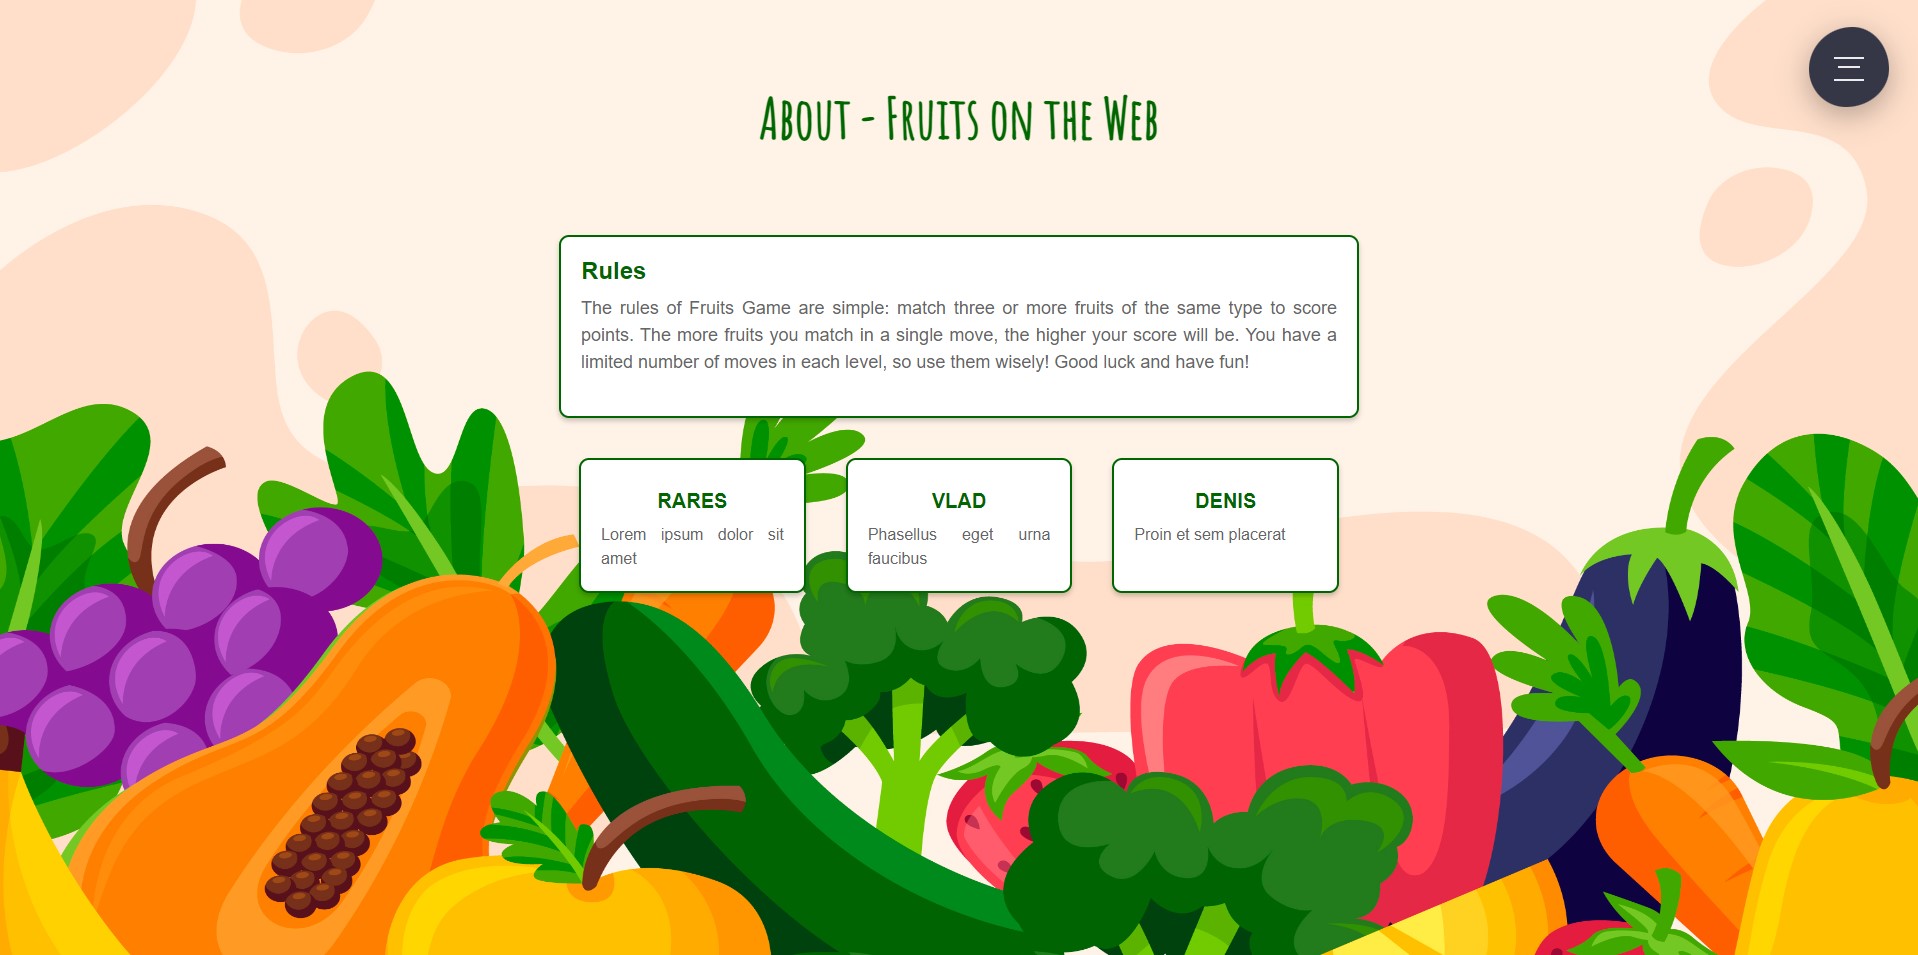 About - Fruits on the Web
Rules
The rules of Fruits Game are simple: match three or more fruits of the same type to score
points. The more fruits you match in a single move, the higher your score will be. You have a
limited number of moves in each level, so use them wisely! Good luck and have fun!
RARES
Lorem ipsum dolor sit
amet
VLAD
Phasellus eget urna
faucibus
DENIS
Proin et sem placerat